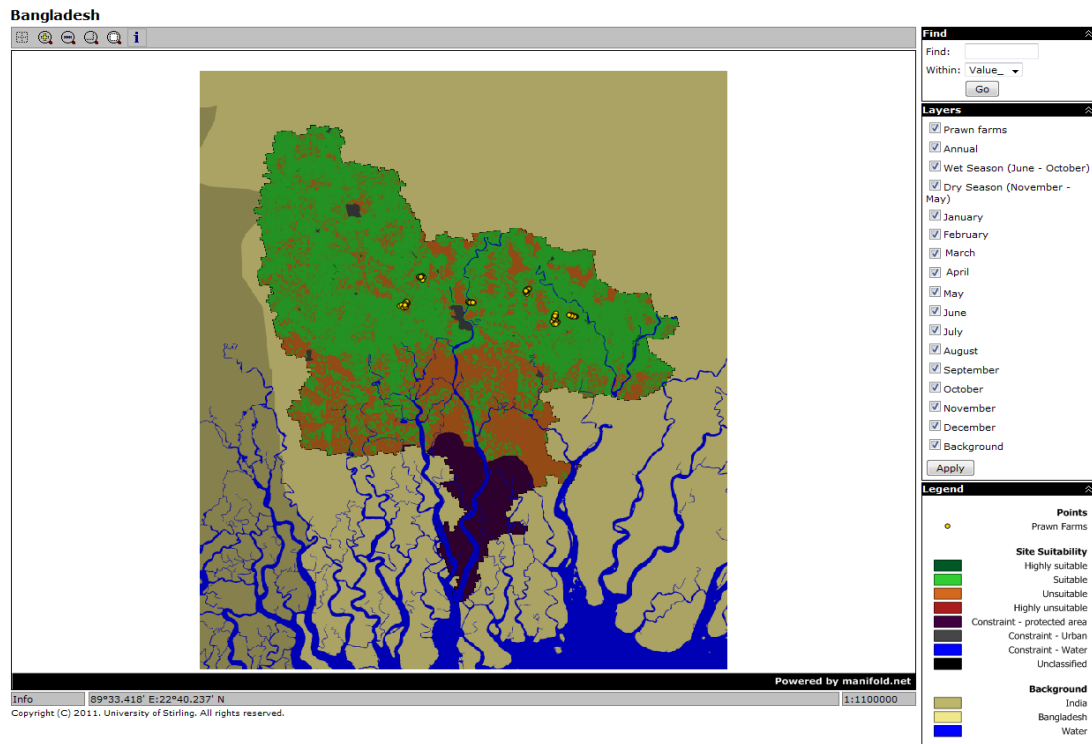 Bangladesh
i
Powered by manifold.net
Info
89°33.418' E:22°40.237' N
1:1100000
Copyright (C) 2011. University of Stirling. All rights reserved.
Find
Find:
Within: Value_
Go
Layers
Prawn farms
Annual
Wet Season (June - October)
Dry Season (November -
May)
January
February
March
April
May
June
July
August
September
October
November
December
Background
Apply
Legend
Points
Prawn Farms
Site Suitability
Highly suitable
Suitable
Unsuitable
Highly unsuitable
Constraint - protected area
Constraint - Urban
Constraint - Water
Unclassified
Background
India
Bangladesh
Water